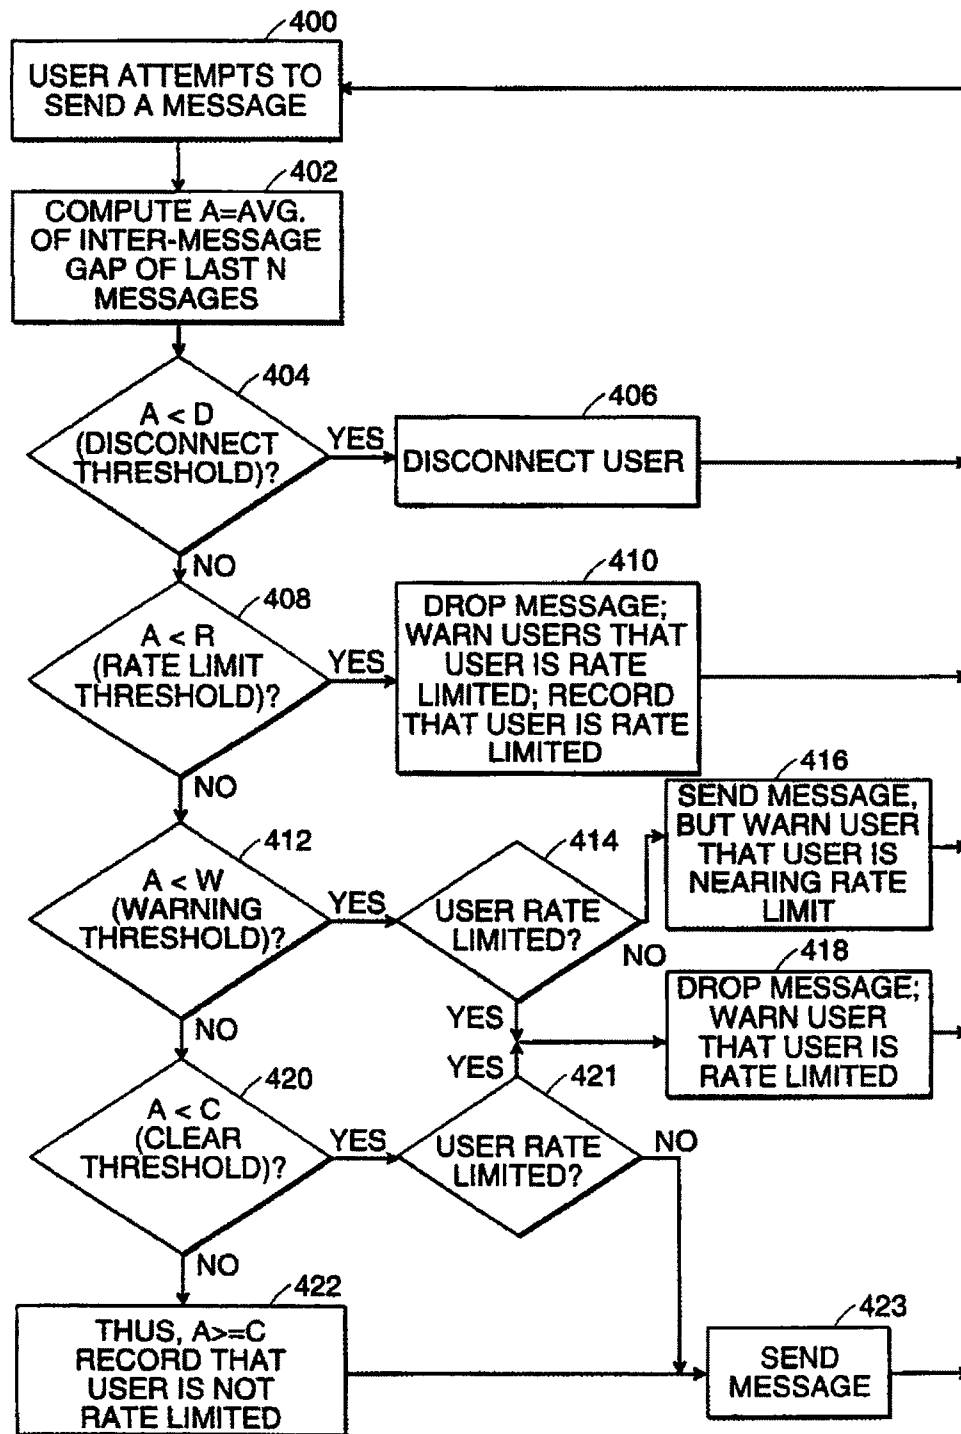 400
USER ATTEMPTS TO
SEND A MESSAGE
402
COMPUTE A=AVG.
OF INTER-MESSAGE
GAP OF LAST N
MESSAGES
404
A < D
(DISCONNECT
THRESHOLD)?
YES
406
DISCONNECT USER
NO
408
A < R
(RATE LIMIT
THRESHOLD)?
YES
410
DROP MESSAGE;
WARN USERS THAT
USER IS RATE
LIMITED; RECORD
THAT USER IS RATE
LIMITED
NO
412
A < W
(WARNING
THRESHOLD)?
YES
414
USER RATE
LIMITED?
NO
416
SEND MESSAGE,
BUT WARN USER
THAT USER IS
NEARING RATE
LIMIT
YES
418
DROP MESSAGE;
WARN USER
THAT USER IS
RATE LIMITED
NO
420
A < C
(CLEAR
THRESHOLD)?
YES
421
USER RATE
LIMITED?
YES
NO
NO
422
THUS, A>=C
RECORD THAT
USER IS NOT
RATE LIMITED
423
SEND
MESSAGE